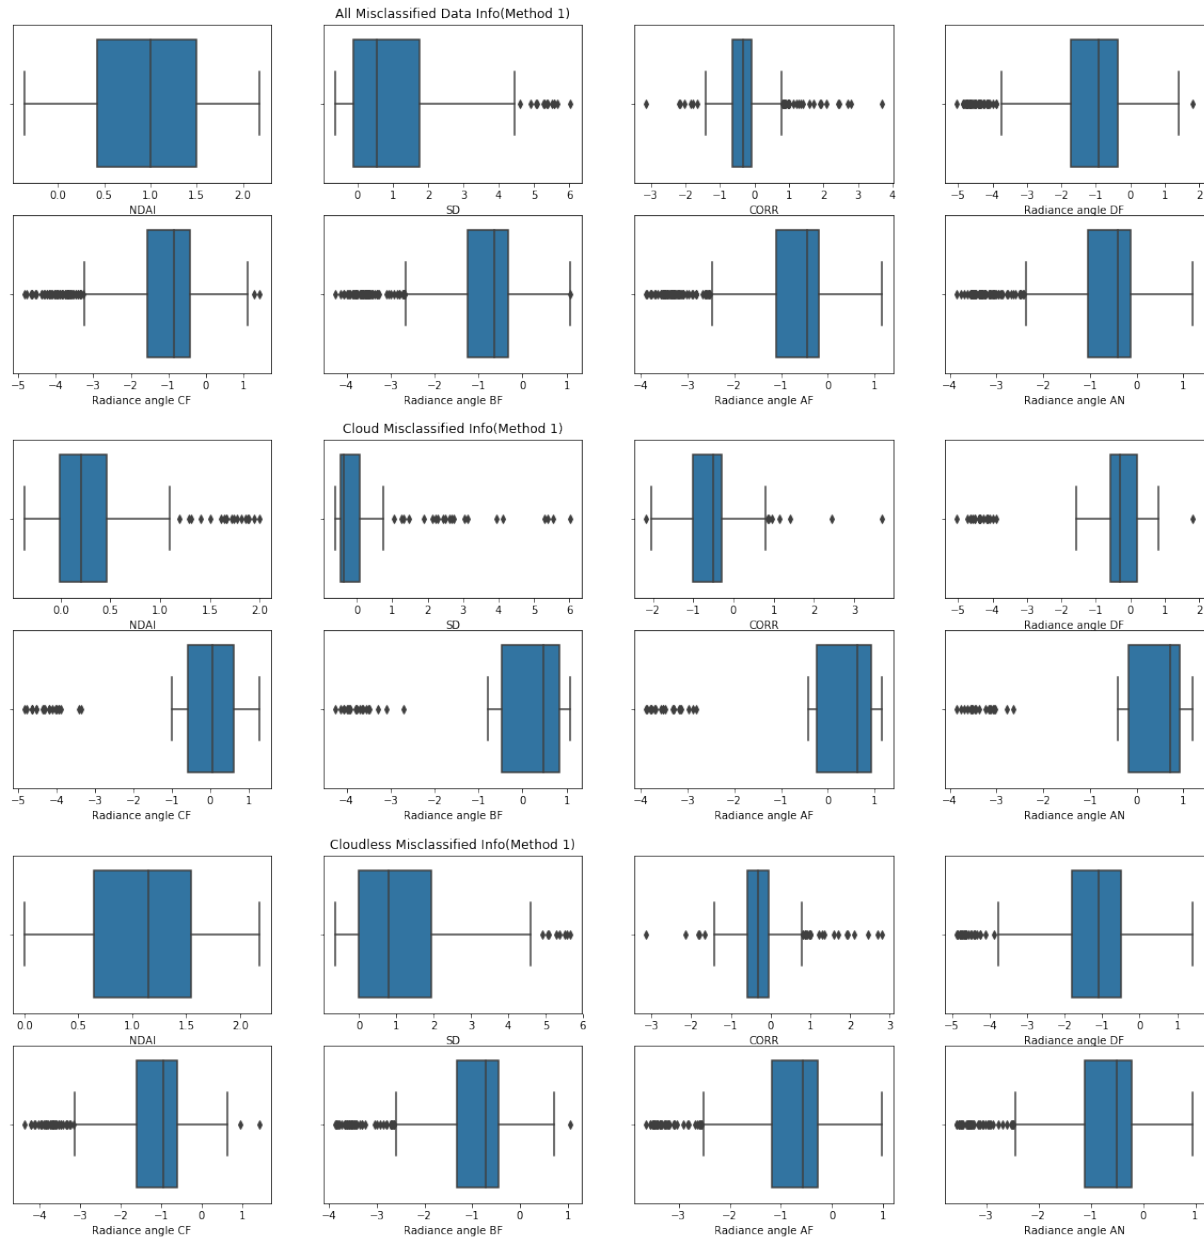 All Misclassified Data Info(Method 1)
0.0 0.5 1.0 1.5 2.0
0 1 2 3 4 5 6
−3 −2 −1 0 1 2 3 4
−5 −4 −3 −2 −1 0 1 2
NDAI
SD
CORR
Radiance angle DF
−5 −4 −3 −2 −1 0 1
−4 −3 −2 −1 0 1
−4 −3 −2 −1 0 1
−4 −3 −2 −1 0 1
Radiance angle CF
Radiance angle BF
Radiance angle AF
Radiance angle AN
Cloud Misclassified Info(Method 1)
0.0 0.5 1.0 1.5 2.0
0 1 2 3 4 5 6
−2 −1 0 1 2 3
−5 −4 −3 −2 −1 0 1 2
NDAI
SD
CORR
Radiance angle DF
−5 −4 −3 −2 −1 0 1
−4 −3 −2 −1 0 1
−4 −3 −2 −1 0 1
−4 −3 −2 −1 0 1
Radiance angle CF
Radiance angle BF
Radiance angle AF
Radiance angle AN
Cloudless Misclassified Info(Method 1)
0.0 0.5 1.0 1.5 2.0
0 1 2 3 4 5 6
−3 −2 −1 0 1 2 3
−5 −4 −3 −2 −1 0 1
NDAI
SD
CORR
Radiance angle DF
−4 −3 −2 −1 0 1
−4 −3 −2 −1 0 1
−3 −2 −1 0 1
−3 −2 −1 0 1
Radiance angle CF
Radiance angle BF
Radiance angle AF
Radiance angle AN